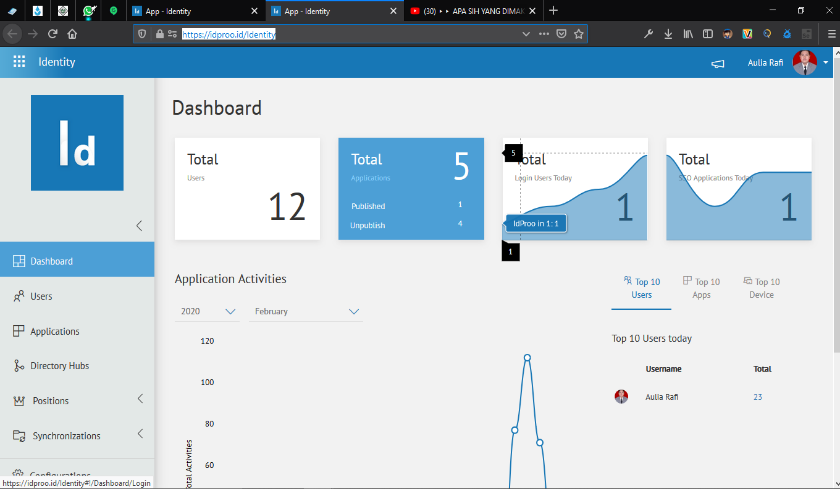 App - Identity
App - Identity
(30) ‣ ‣ APA SIH YANG DIMAK
https://idproo.id/Identity
Identity
Aulia Rafi
Id
Dashboard
Users
Applications
Directory Hubs
Positions
Synchronizations
Configurations
https://idproo.id/Identity#!/Dashboard/Login
Dashboard
Total
Users
12
Total
Applications
5
Published 1
Unpublish 4
5
Total
Login Users Today
1
IdProo in 1: 1
1
Total
SSO Applications Today
1
Application Activities
2020
February
120
100
80
60
Total Activities
Top 10
Users
Top 10
Apps
Top 10
Device
Top 10 Users today
Username Total
Aulia Rafi 23